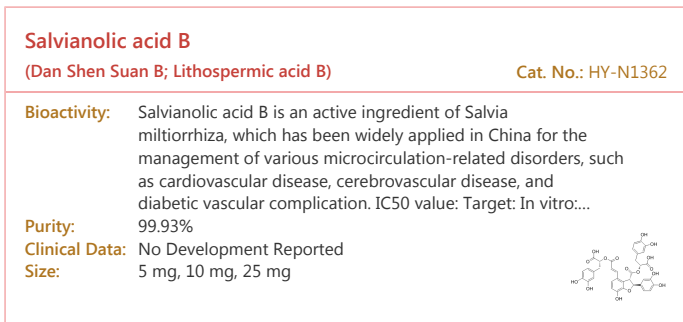 Salvianolic acid B
(Dan Shen Suan B; Lithospermic acid B) Cat. No.: HY-N1362
Bioactivity: Salvianolic acid B is an active ingredient of Salvia
miltiorrhiza, which has been widely applied in China for the
management of various microcirculation-related disorders, such
as cardiovascular disease, cerebrovascular disease, and
diabetic vascular complication. IC50 value: Target: In vitro:...
Purity: 99.93%
Clinical Data: No Development Reported
Size: 5 mg, 10 mg, 25 mg